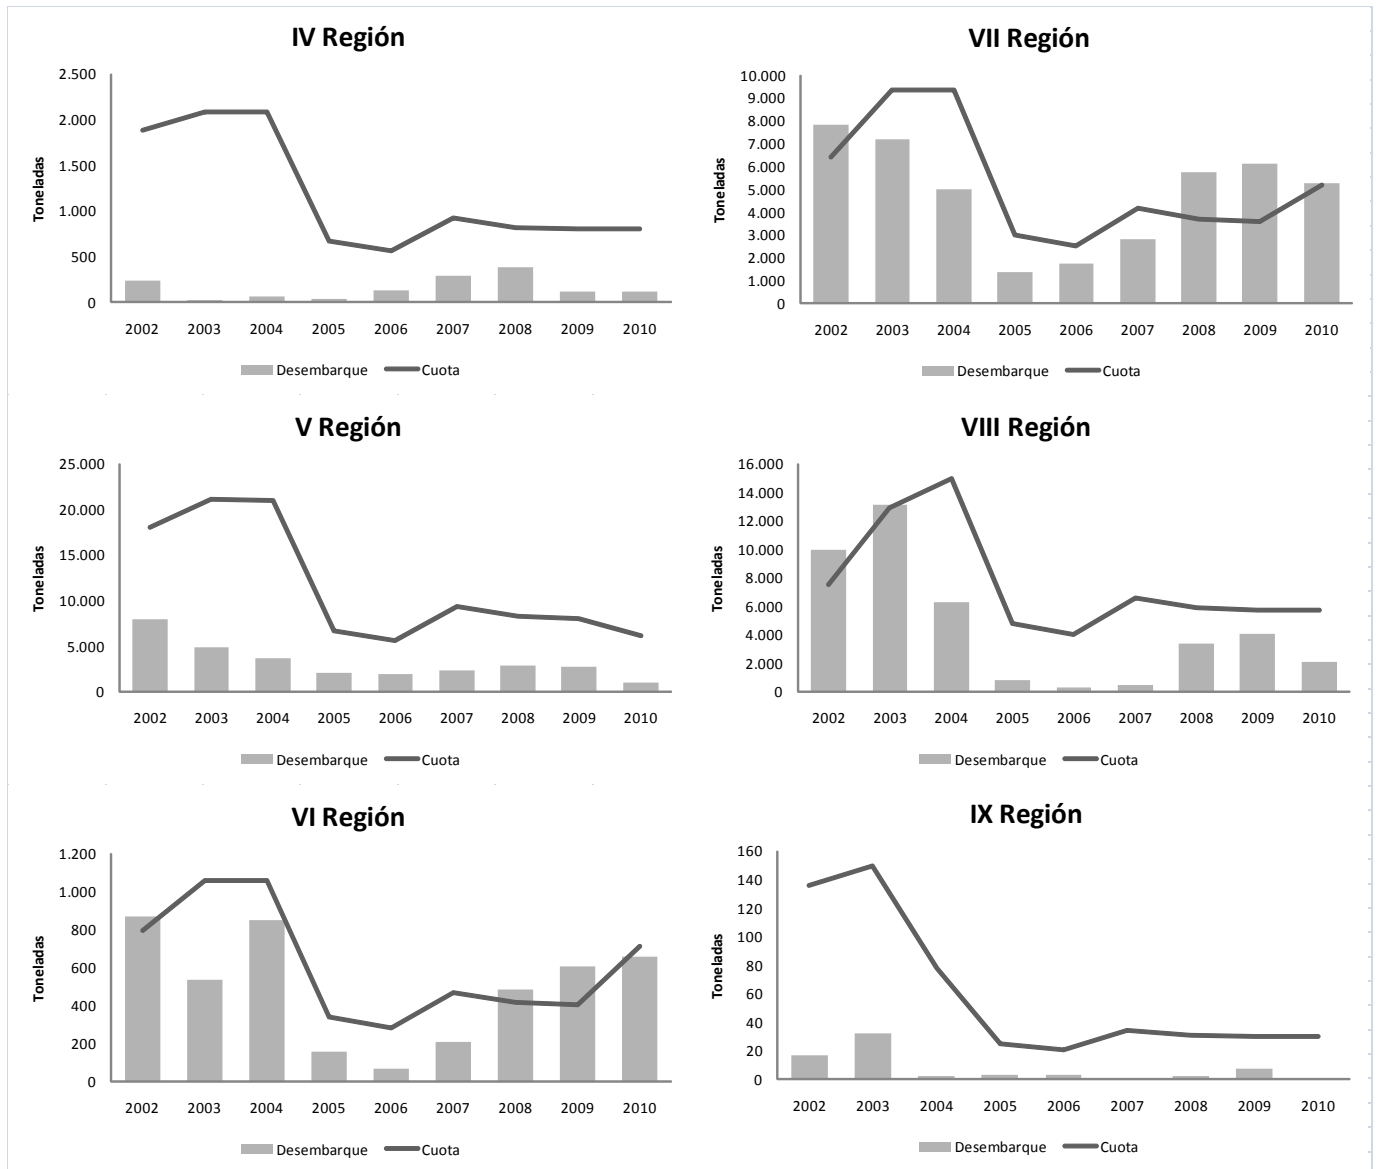 IV Región
2.500
2.000
1.500
1.000
500
0
Toneladas
2002 2003 2004 2005 2006 2007 2008 2009 2010
Desembarque Cuota
VII Región
10.000
9.000
8.000
7.000
6.000
5.000
4.000
3.000
2.000
1.000
0
Toneladas
2002 2003 2004 2005 2006 2007 2008 2009 2010
Desembarque Cuota
V Región
25.000
20.000
15.000
10.000
5.000
0
Toneladas
2002 2003 2004 2005 2006 2007 2008 2009 2010
Desembarque Cuota
VIII Región
16.000
14.000
12.000
10.000
8.000
6.000
4.000
2.000
0
Toneladas
2002 2003 2004 2005 2006 2007 2008 2009 2010
Desembarque Cuota
VI Región
1.200
1.000
800
600
400
200
0
Toneladas
2002 2003 2004 2005 2006 2007 2008 2009 2010
Desembarque Cuota
IX Región
160
140
120
100
80
60
40
20
0
Toneladas
2002 2003 2004 2005 2006 2007 2008 2009 2010
Desembarque Cuota